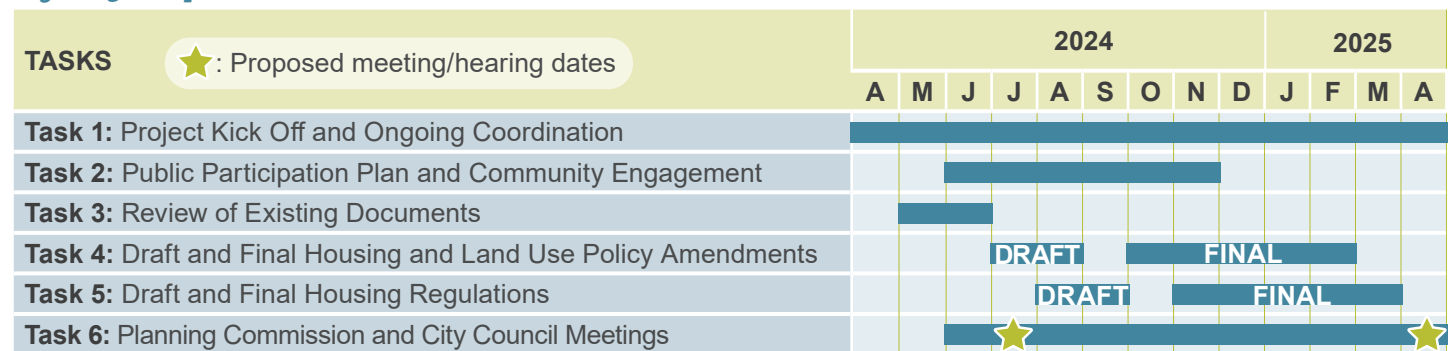 TASKS
: Proposed meeting/hearing dates
2024 2025
A M J J A S O N D J F M A
Task 1: Project Kick Off and Ongoing Coordination
Task 2: Public Participation Plan and Community Engagement
Task 3: Review of Existing Documents
Task 4: Draft and Final Housing and Land Use Policy Amendments DRAFT FINAL
Task 5: Draft and Final Housing Regulations DRAFT FINAL
Task 6: Planning Commission and City Council Meetings